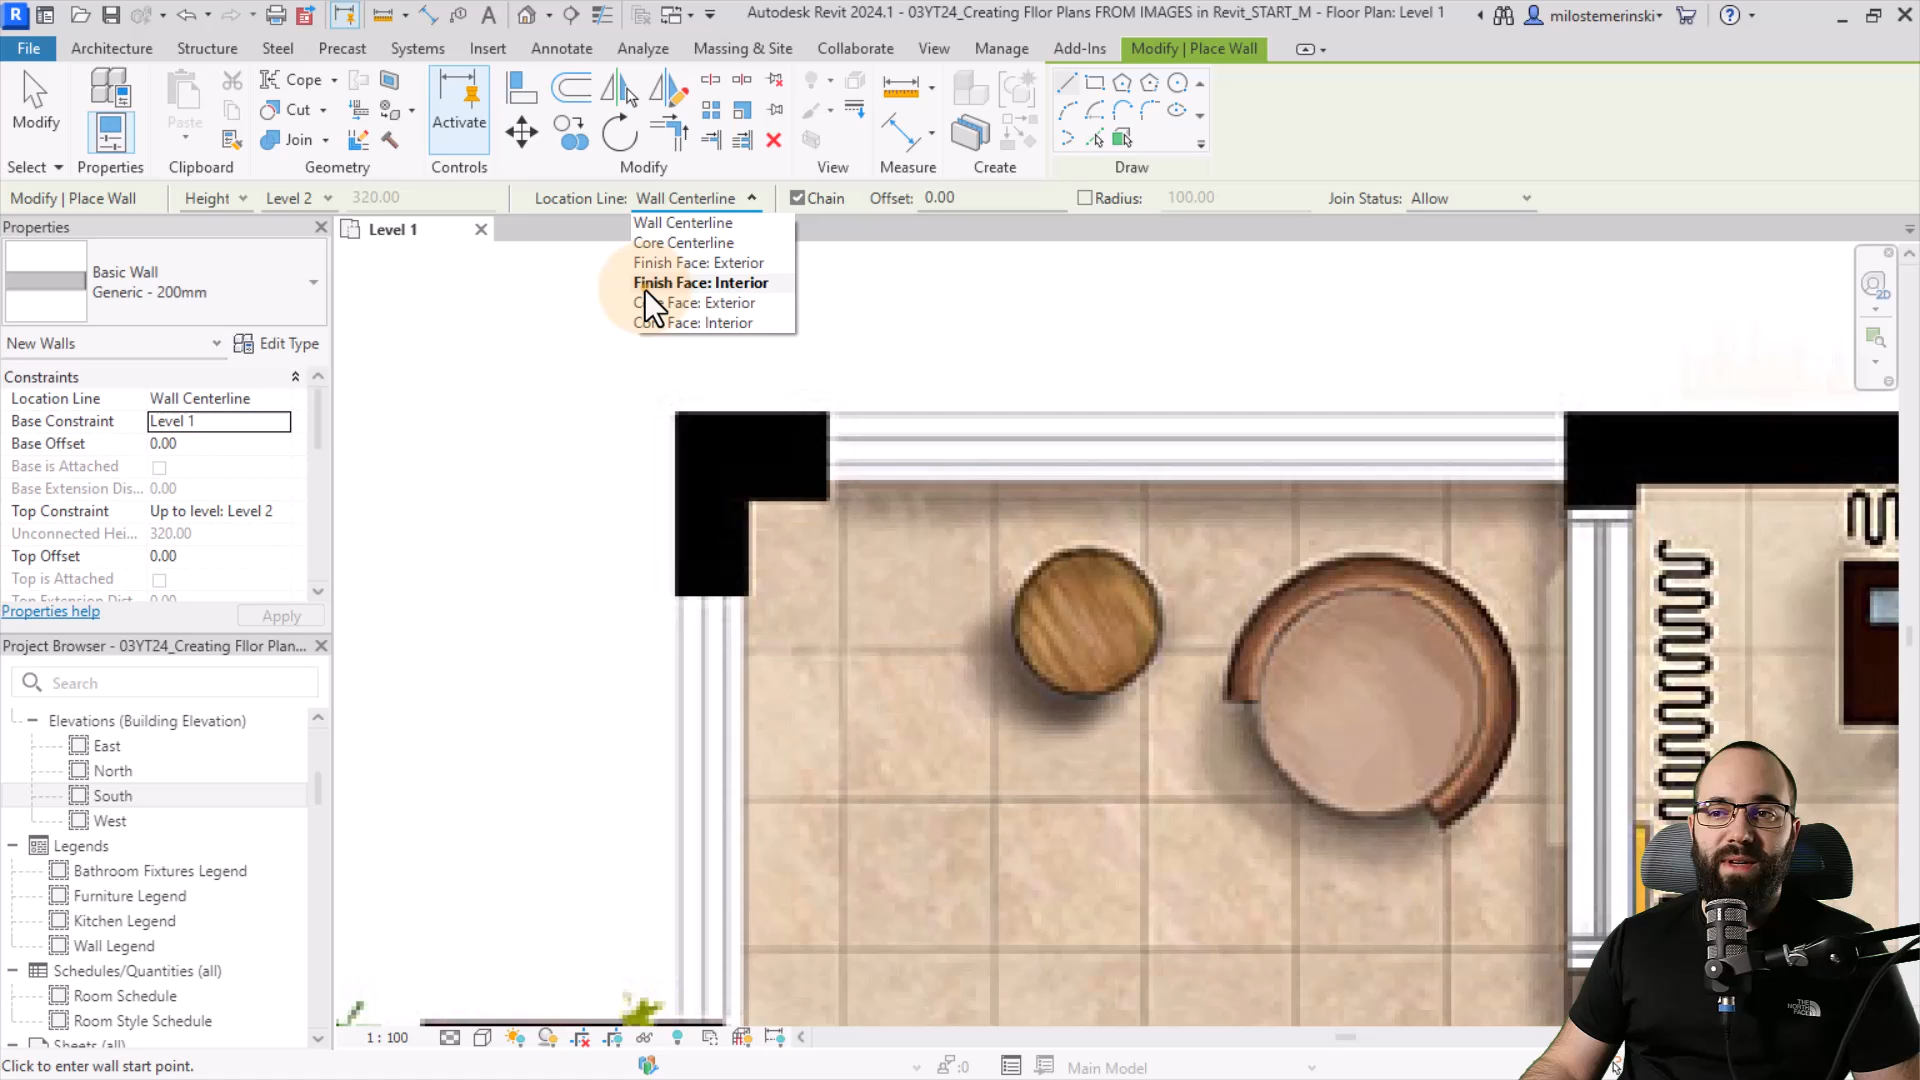 Autodesk Revit 2024.1 - 03YT24_Creating Fllor Plans FROM IMAGES in Revit_START_M - Floor Plan: Level 1
milostemerinski
File Architecture Structure Steel Precast Systems Insert Annotate Analyze Massing & Site Collaborate View Manage Add-Ins Modify | Place Wall
Modify
Paste
Cope
Cut
Join
Activate
Select Properties Clipboard Geometry Controls Modify View Measure Create Draw
Modify | Place Wall Height Level 2 320.00 Location Line: Wall Centerline Chain Offset: 0.00 Radius: 100.00 Join Status: Allow
Wall Centerline
Core Centerline
Finish Face: Exterior
Finish Face: Interior
Face: Exterior
Face: Interior
Level 1
Properties
Basic Wall
Generic - 200mm
New Walls Edit Type
Constraints
Location Line Wall Centerline
Base Constraint Level 1
Base Offset 0.00
Base is Attached
Base Extension Dis... 0.00
Top Constraint Up to level: Level 2
Unconnected Hei... 320.00
Top Offset 0.00
Top is Attached
Properties help Apply
Project Browser - 03YT24_Creating Fllor Plan...
Search
Elevations (Building Elevation)
East
North
South
West
Legends
Bathroom Fixtures Legend
Furniture Legend
Kitchen Legend
Wall Legend
Schedules/Quantities (all)
Room Schedule
Room Style Schedule
Sheets (all)
1 : 100
Click to enter wall start point.
:0
Main Model
2D
THE
NORTH
FACE